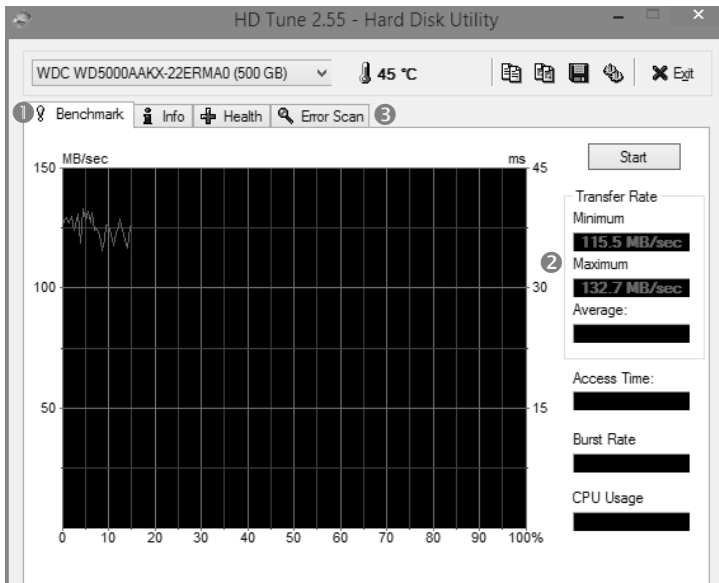 HD Tune 2.55 - Hard Disk Utility
WDC WD5000AAKX-22ERMA0 (500 GB) 45 °C Exit
1 Benchmark Info Health Error Scan 3
MB/sec ms
150 45
100 30
50 15
0 10 20 30 40 50 60 70 80 90 100%
Start
Transfer Rate
Minimum
115.5 MB/sec
2 Maximum
132.7 MB/sec
Average:
Access Time:
Burst Rate
CPU Usage